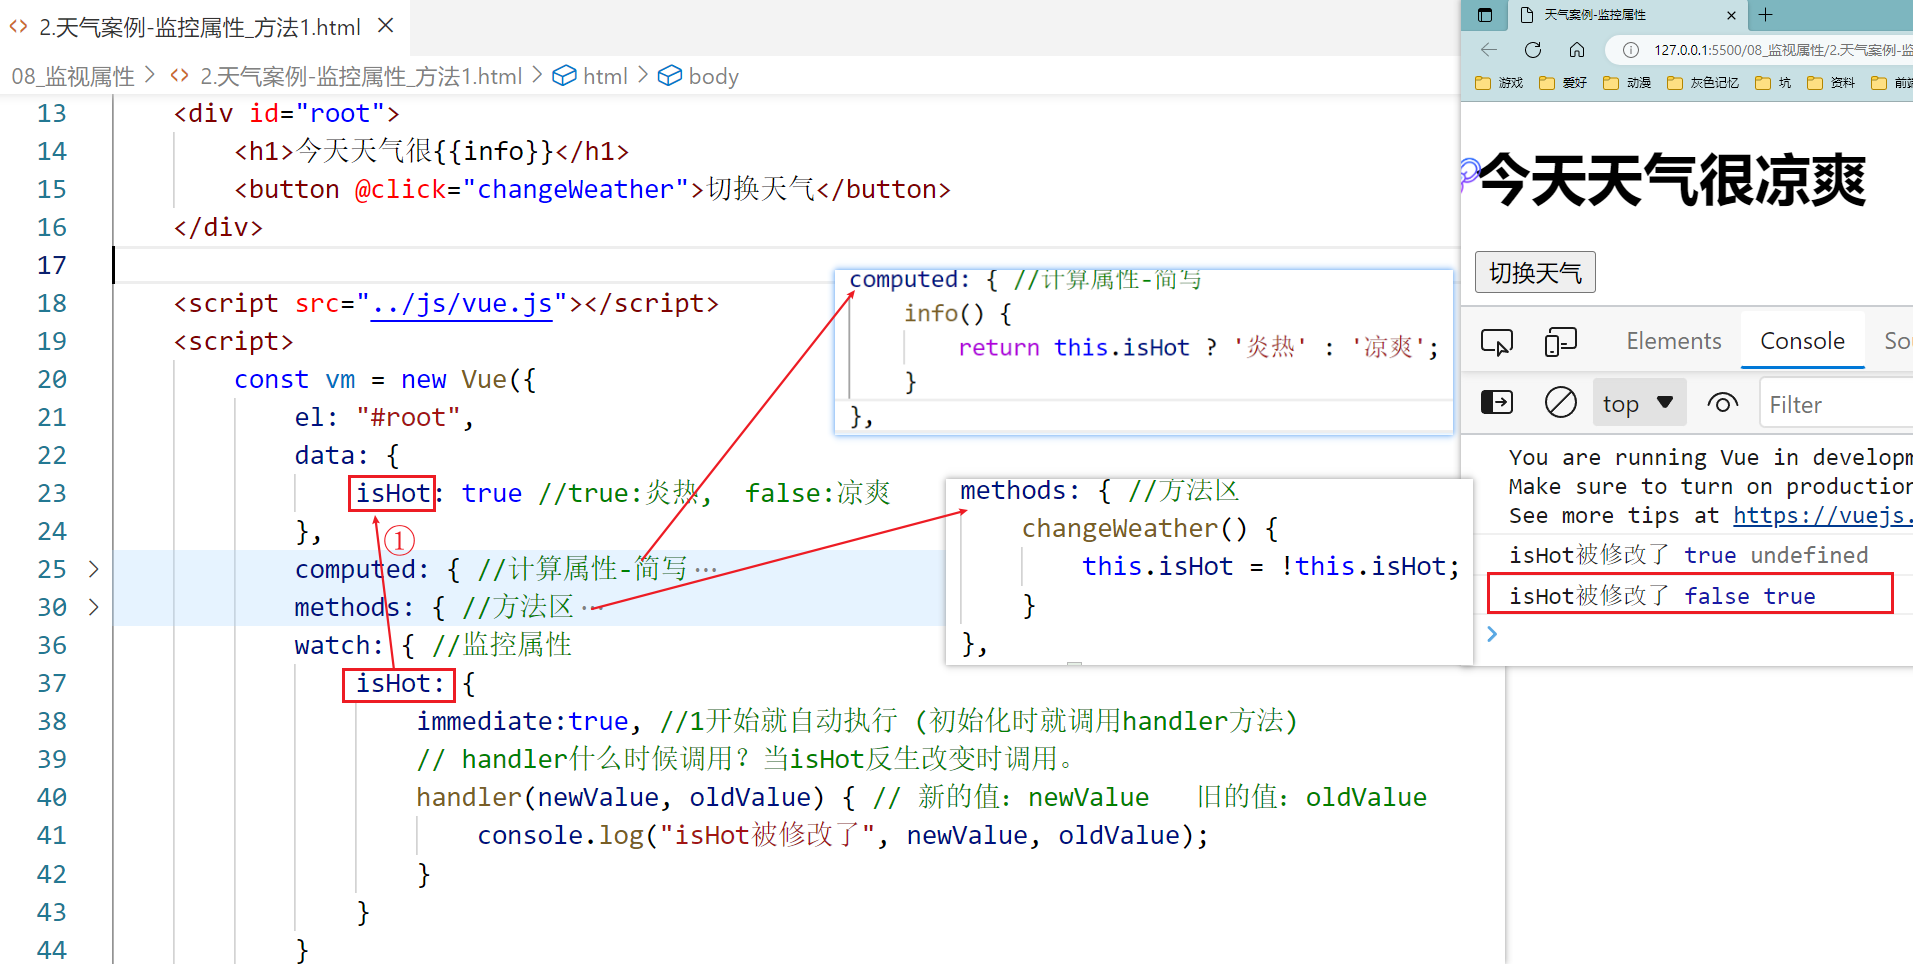 2.天气案例-监控属性_方法1.html
08_监视属性 > 2.天气案例-监控属性_方法1.html > html > body
13 <div id="root">
14 <h1>今天天气很{{info}}</h1>
15 <button @click="changeWeather">切换天气</button>
16 </div>
17
18 <script src="../js/vue.js"></script>
19 <script>
20 const vm = new Vue({
21 el: "#root",
22 data: {
23 isHot: true //true:炎热, false:凉爽
24 },
①
25 computed: { //计算属性-简写…
30 methods: { //方法区…
36 watch: { //监控属性
37 isHot: {
38 immediate:true, //1开始就自动执行 (初始化时就调用handler方法)
39 // handler什么时候调用？当isHot反生改变时调用。
40 handler(newValue, oldValue) { // 新的值：newValue 旧的值：oldValue
41 console.log("isHot被修改了", newValue, oldValue);
42 }
43 }
44 }
computed: { //计算属性-简写
info() {
return this.isHot ? '炎热' : '凉爽';
}
},
methods: { //方法区
changeWeather() {
this.isHot = !this.isHot;
}
},
天气案例-监控属性
127.0.0.1:5500/08_监视属性/2.天气案例-监
游戏 爱好 动漫 灰色记忆 坑 资料 前端
今天天气很凉爽
切换天气
Elements Console Sou
top Filter
You are running Vue in developm
Make sure to turn on production
See more tips at https://vuejs.
isHot被修改了 true undefined
isHot被修改了 false true